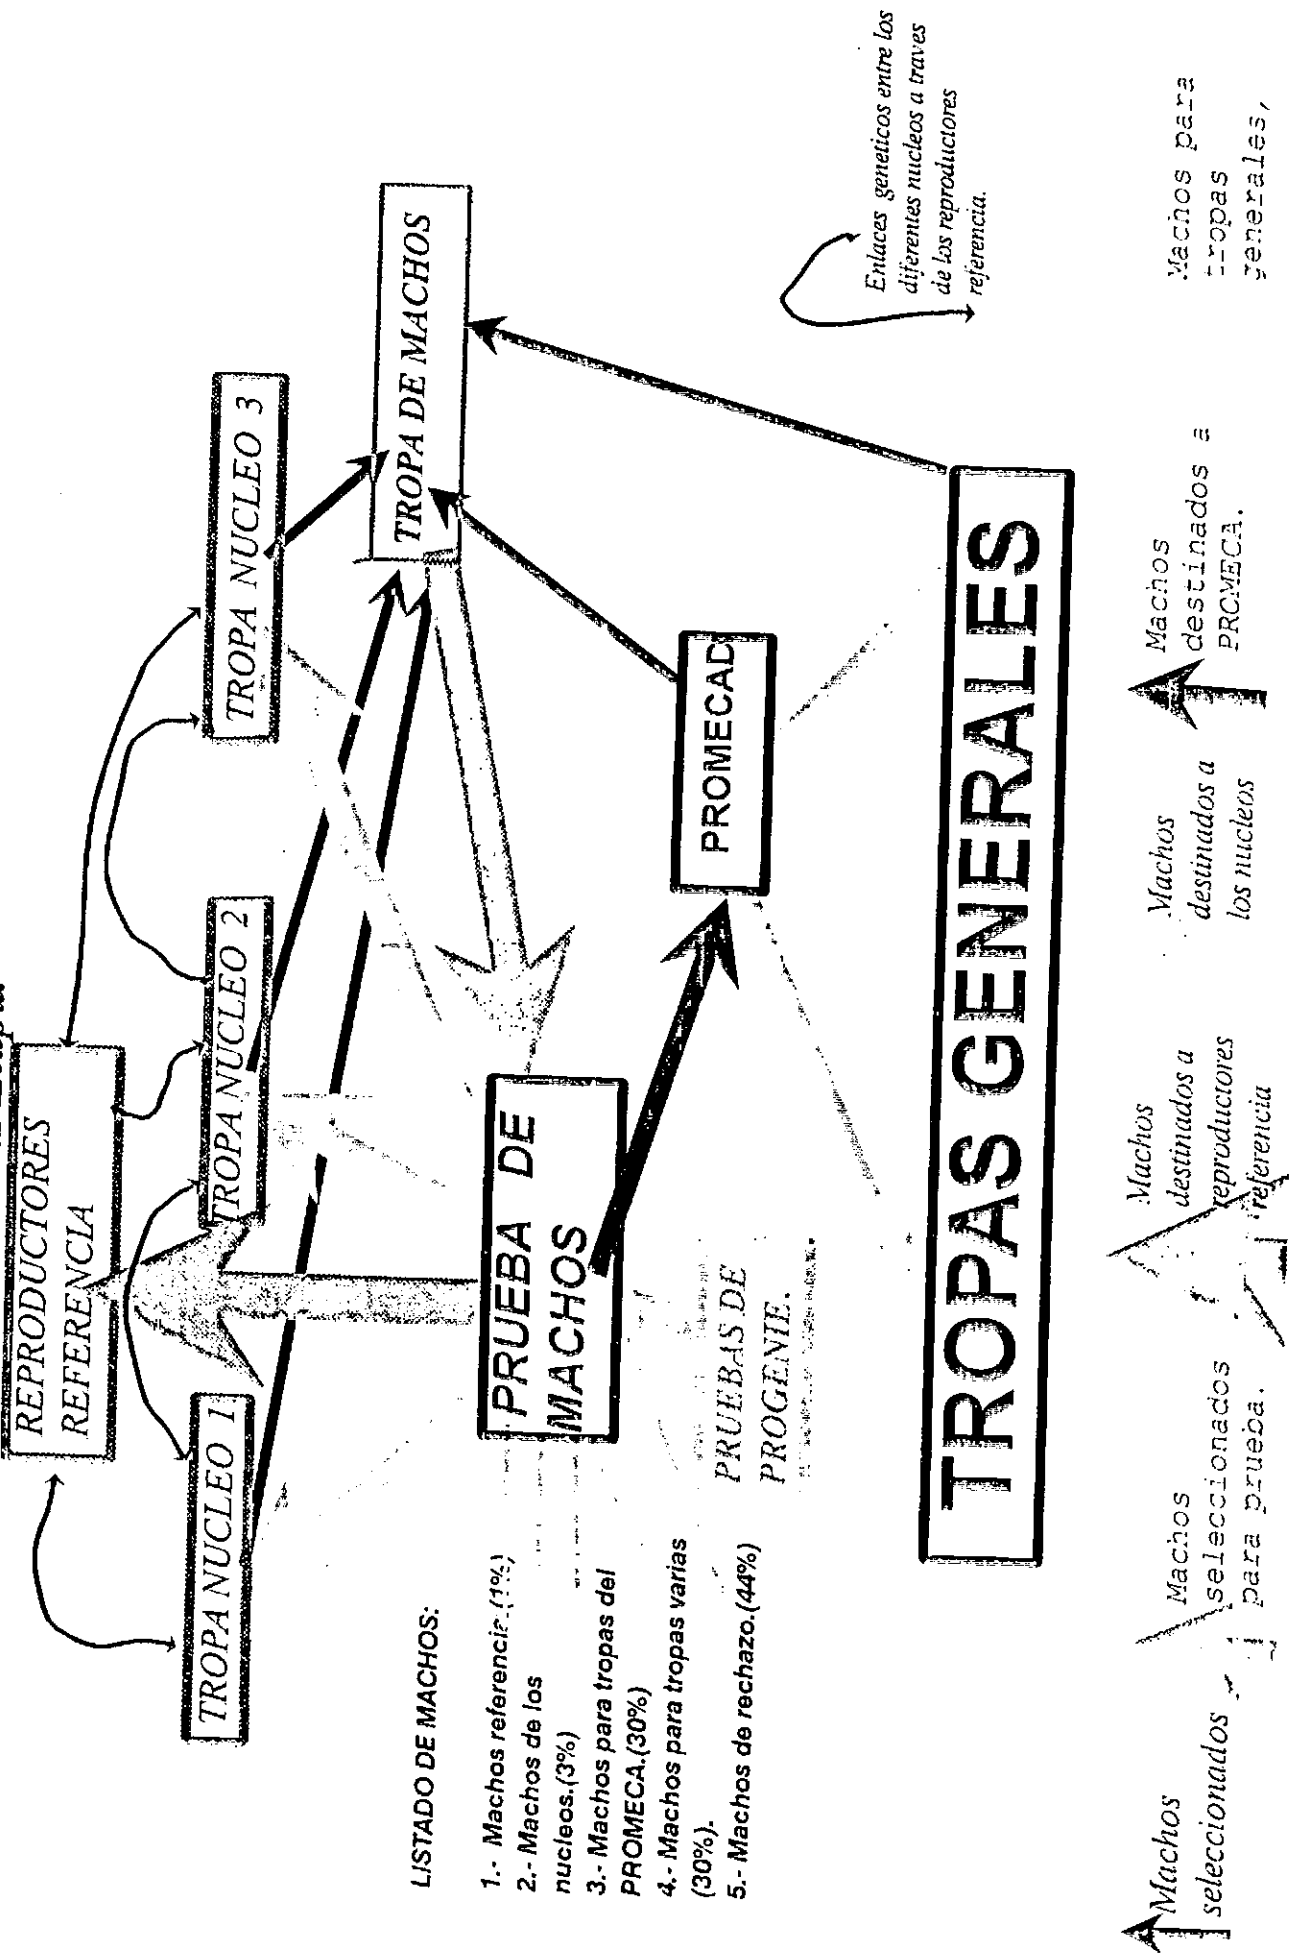 REPRODUCTORES
REFERENCIA
TROPA NUCLEO 1
TROPA NUCLEO 2
TROPA NUCLEO 3
TROPA DE MACHOS
LISTADO DE MACHOS:
1.- Machos referencia.(1%)
2.- Machos de los
nucleos.(3%)
3.- Machos para tropas del
PROMECA.(30%)
4.- Machos para tropas varias
(30%).
5.- Machos de rechazo.(44%)
PRUEBA DE
MACHOS
PROMECAD
PRUEBAS DE
PROGENIE.
Enlaces geneticos entre los
diferentes nucleos a traves
de los reproductores
referencia.
TROPAS GENERALES
Machos
seleccionados
Machos
seleccionados
para prueba.
Machos
destinados a
reproductores
referencia
Machos
destinados a
los nucleos
Machos
destinados a
PROMECA.
Machos para
tropas
generales,